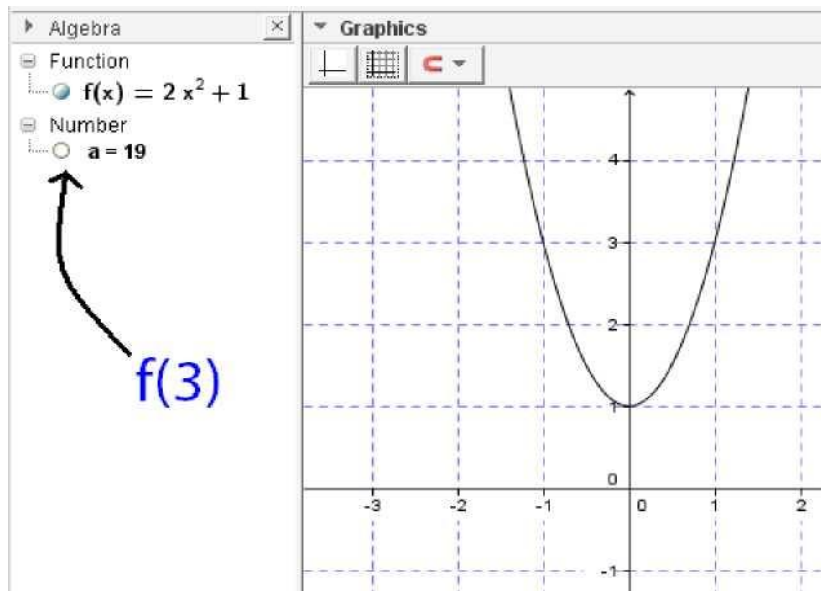 Algebra
Graphics
Function
f(x) = 2 x² + 1
Number
a = 19
f(3)
4
3
2
1
0
-3 -2 -1 0 1 2
-1